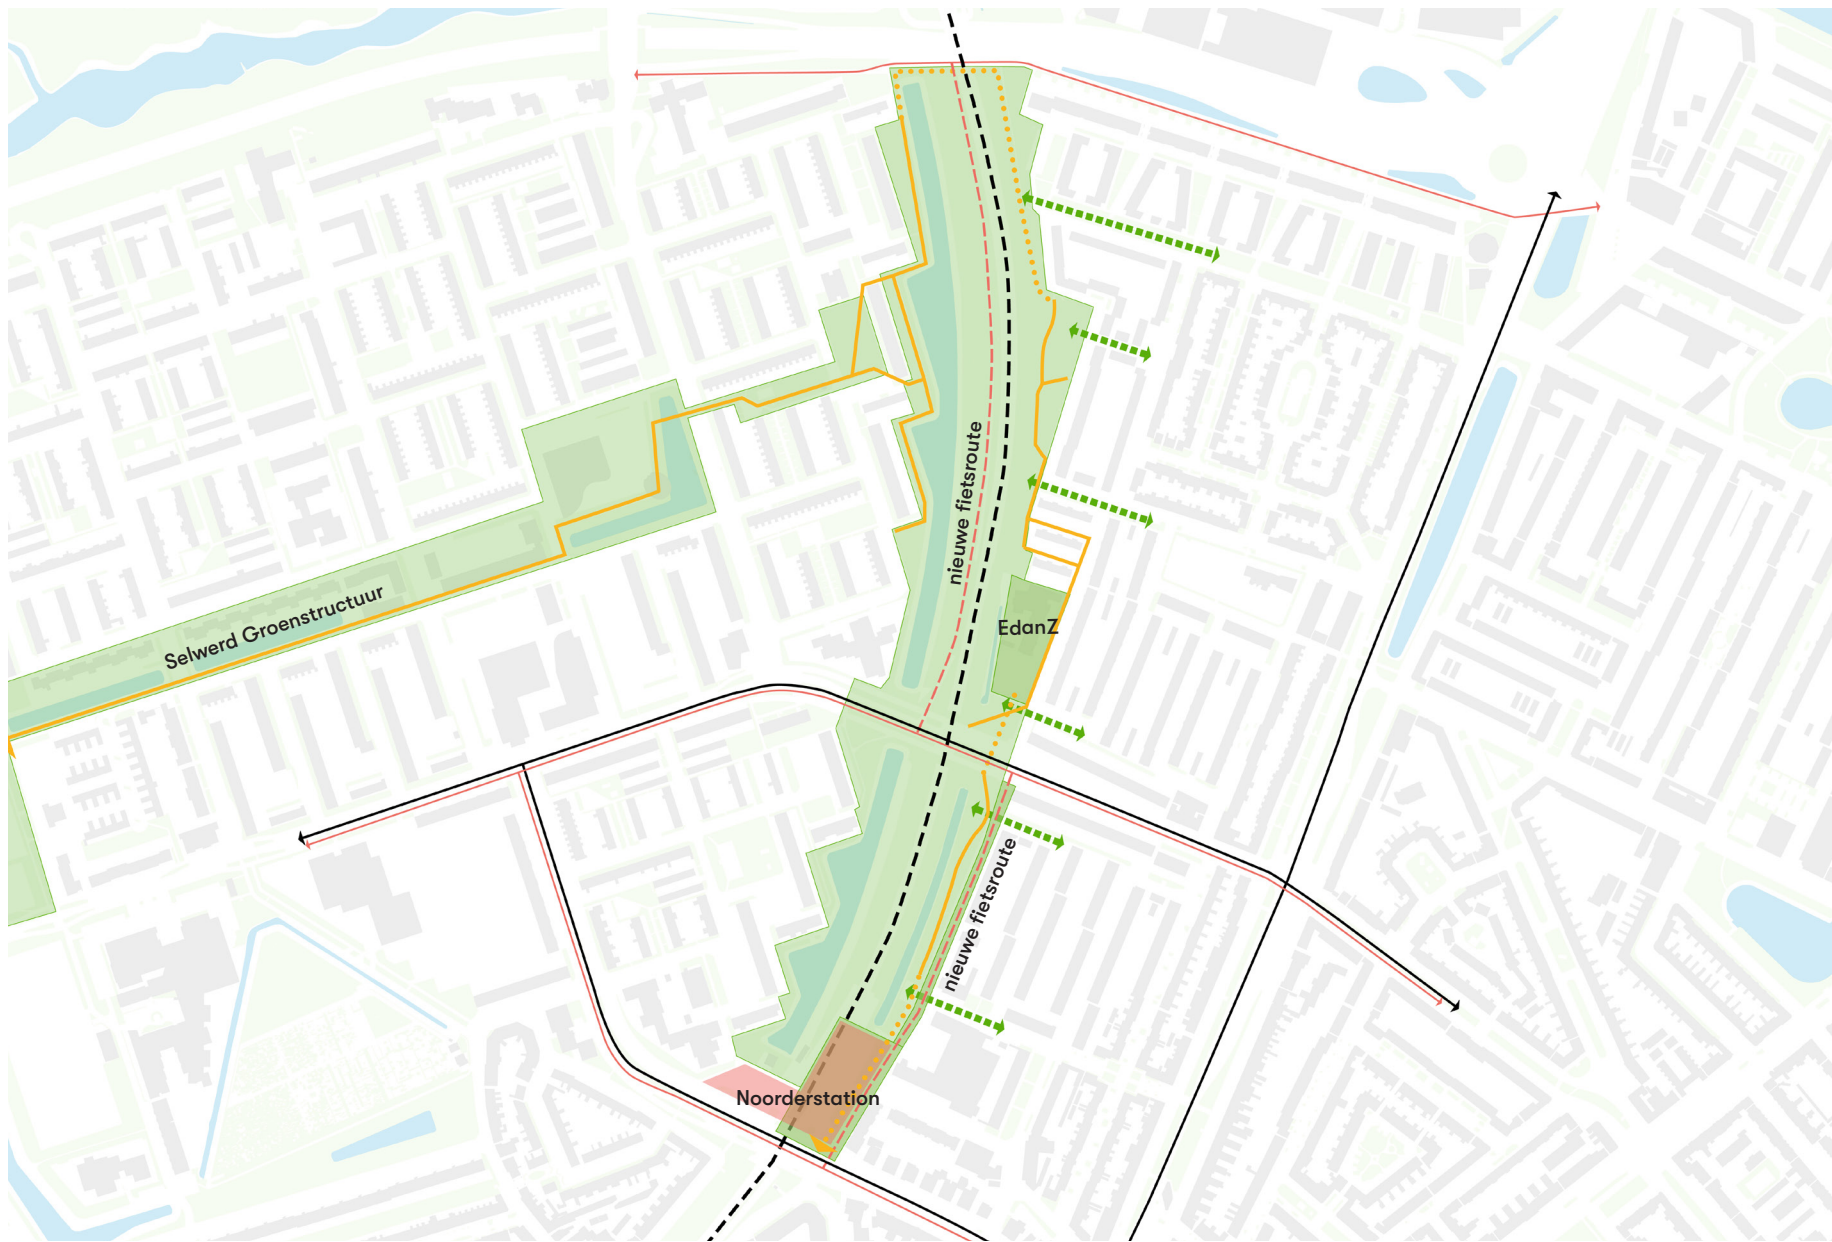 nieuwe fietsroute
Selwerd Groenstructuur
EdanZ
nieuwe fietsroute
Noorderstation